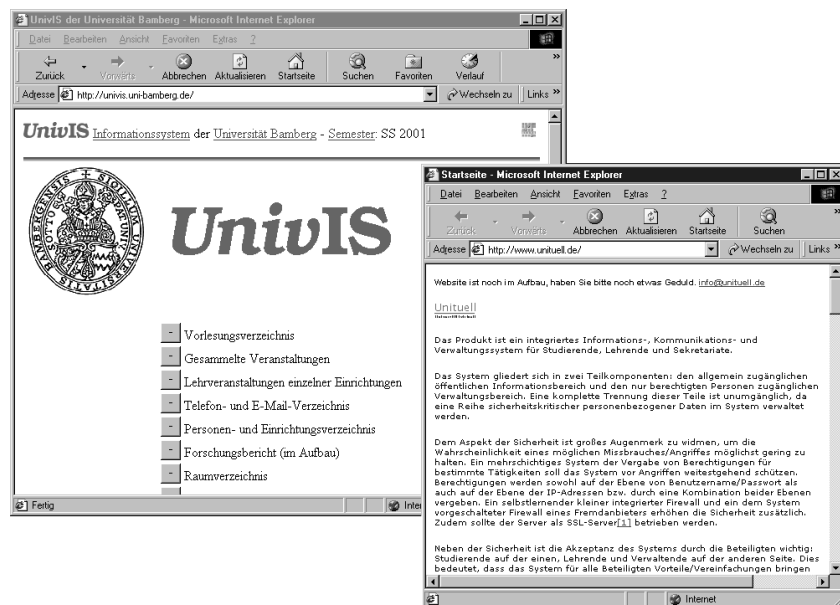 UnivIS der Universität Bamberg - Microsoft Internet Explorer
Datei Bearbeiten Ansicht Favoriten Extras ?
Zurück Vorwärts Abbrechen Aktualisieren Startseite Suchen Favoriten Verlauf »
Adresse http://univis.uni-bamberg.de/ Wechseln zu Links »
UnivIS Informationssystem der Universität Bamberg - Semester: SS 2001
UnivIS
- Vorlesungsverzeichnis
- Gesammelte Veranstaltungen
- Lehrveranstaltungen einzelner Einrichtungen
- Telefon- und E-Mail-Verzeichnis
- Personen- und Einrichtungsverzeichnis
- Forschungsbericht (im Aufbau)
- Raumverzeichnis
Fertig
Startseite - Microsoft Internet Explorer
Datei Bearbeiten Ansicht Favoriten Extras ?
Zurück Vorwärts Abbrechen Aktualisieren Startseite Suchen »
Adresse http://www.unituell.de/ Wechseln zu Links »
Website ist noch im Aufbau, haben Sie bitte noch etwas Geduld. info@unituell.de
Unituell
Das Produkt ist ein integriertes Informations-, Kommunikations- und
Verwaltungssystem für Studierende, Lehrende und Sekretariate.
Das System gliedert sich in zwei Teilkomponenten: den allgemein zugänglichen
öffentlichen Informationsbereich und den nur berechtigten Personen zugänglichen
Verwaltungsbereich. Eine komplette Trennung dieser Teile ist unumgänglich, da
eine Reihe sicherheitskritischer personenbezogener Daten im System verwaltet
werden.
Dem Aspekt der Sicherheit ist großes Augenmerk zu widmen, um die
Wahrscheinlichkeit eines möglichen Missbrauches/Angriffes möglichst gering zu
halten. Ein mehrschichtiges System der Vergabe von Berechtigungen für
bestimmte Tätigkeiten soll das System vor Angriffen weitestgehend schützen.
Berechtigungen werden sowohl auf der Ebene von Benutzername/Passwort als
auch auf der Ebene der IP-Adressen bzw. durch eine Kombination beider Ebenen
vergeben. Ein selbstlernender kleiner integrierter Firewall und ein dem System
vorgeschalteter Firewall eines Fremdanbieters erhöhen die Sicherheit zusätzlich.
Zudem sollte der Server als SSL-Server[1] betrieben werden.
Neben der Sicherheit ist die Akzeptanz des Systems durch die Beteiligten wichtig:
Studierende auf der einen, Lehrende und Verwaltende auf der anderen Seite. Dies
bedeutet, dass das System für alle Beteiligten Vorteile/Vereinfachungen bringen
Internet